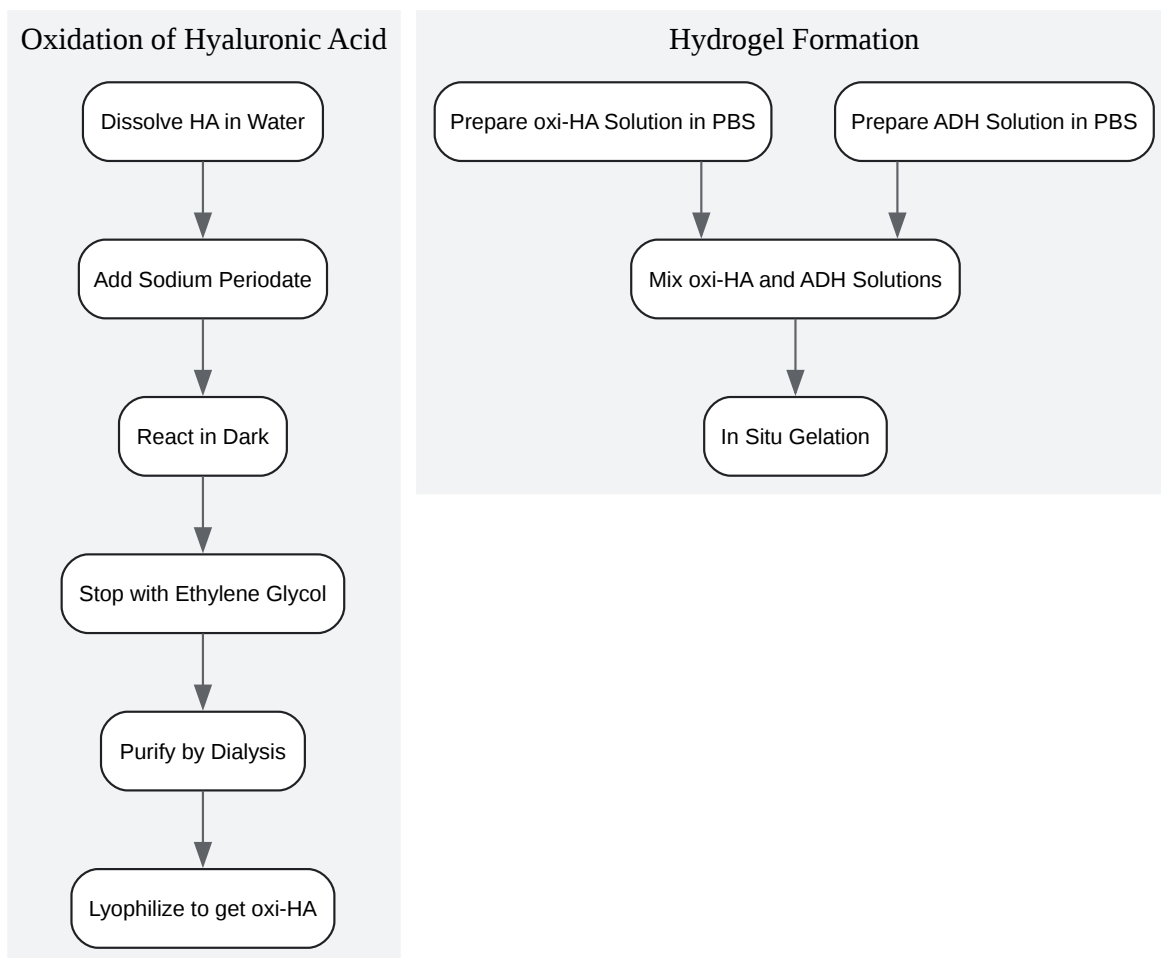 Oxidation of Hyaluronic Acid
Dissolve HA in Water
Add Sodium Periodate
React in Dark
Stop with Ethylene Glycol
Purify by Dialysis
Lyophilize to get oxi-HA
Hydrogel Formation
Prepare oxi-HA Solution in PBS
Prepare ADH Solution in PBS
Mix oxi-HA and ADH Solutions
In Situ Gelation